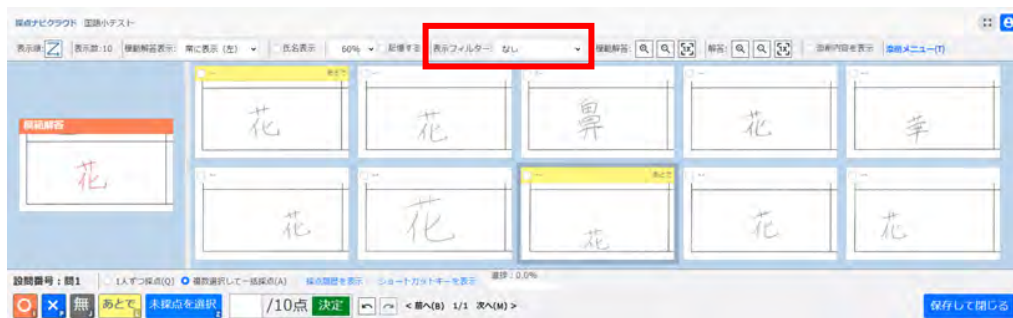 採点ナビクラウド 国語小テスト
表示順: 表示数:10 模範解答表示: 常に表示 (左) 氏名表示 60% 記憶する 表示フィルター なし 模範解答: 解答: 添削内容を表示 添削メニュー(T)
-- あとで -- -- -- --
模範解答
花
花 花 鼻 花
-- -- -- あとで -- --
花 花 花 花 花
設問番号:問1 1人ずつ採点(Q) 複数選択して一括採点(A) 採点履歴を表示 ショートカットキーを表示 進捗:0.0%
無 あとで 未採点を選択 /10点 決定 <前へ(B) 1/1 次へ(M)> 保存して閉じる